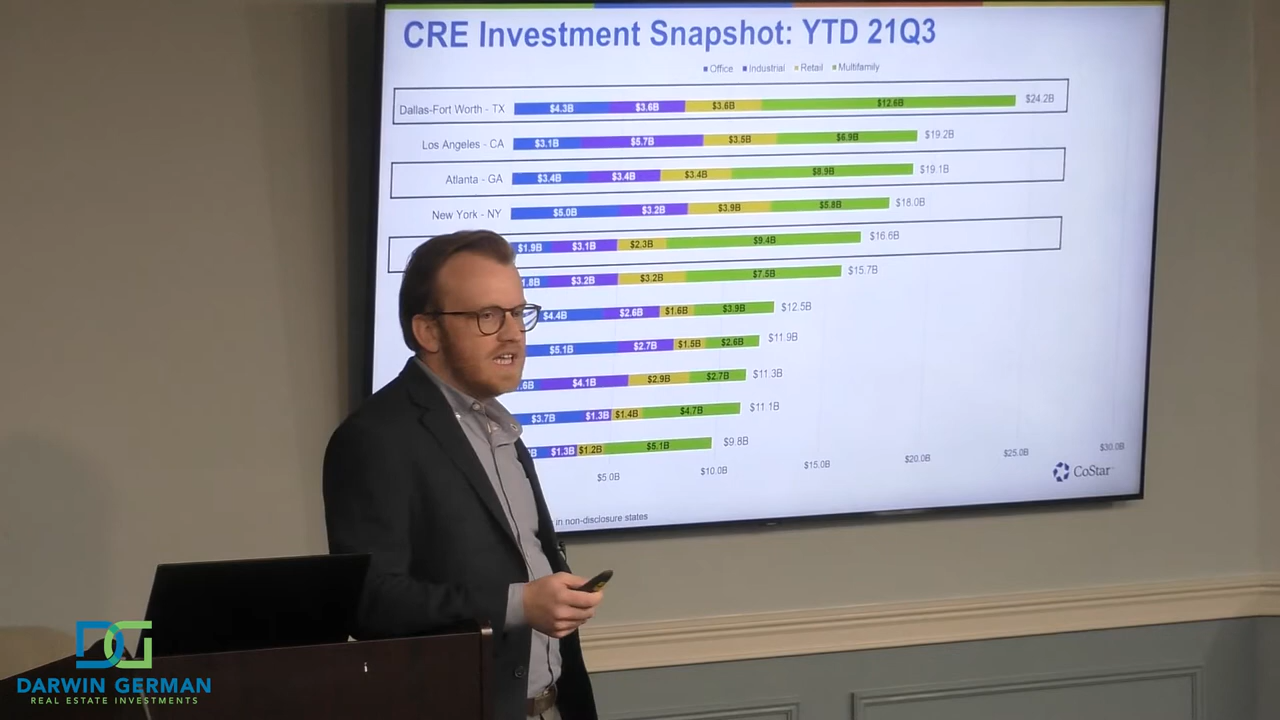 CRE Investment Snapshot: YTD 21Q3
Office Industrial Retail Multifamily
Dallas-Fort Worth - TX $4.3B $3.6B $3.6B $12.6B $24.2B
Los Angeles - CA $3.1B $5.7B $3.5B $6.9B $19.2B
Atlanta - GA $3.4B $3.4B $3.4B $8.9B $19.1B
New York - NY $5.0B $3.2B $3.9B $5.8B $18.0B
$1.9B $3.1B $2.3B $9.4B $16.6B
.8B $3.2B $3.2B $7.5B $15.7B
$4.4B $2.6B $1.6B $3.9B $12.5B
$5.1B $2.7B $1.5B $2.6B $11.9B
.6B $4.1B $2.9B $2.7B $11.3B
$3.7B $1.3B $1.4B $4.7B $11.1B
B $1.3B $1.2B $5.1B $9.8B
$5.0B $10.0B $15.0B $20.0B $25.0B $30.0B
CoStar
in non-disclosure states
DG
DARWIN GERMAN
REAL ESTATE INVESTMENTS